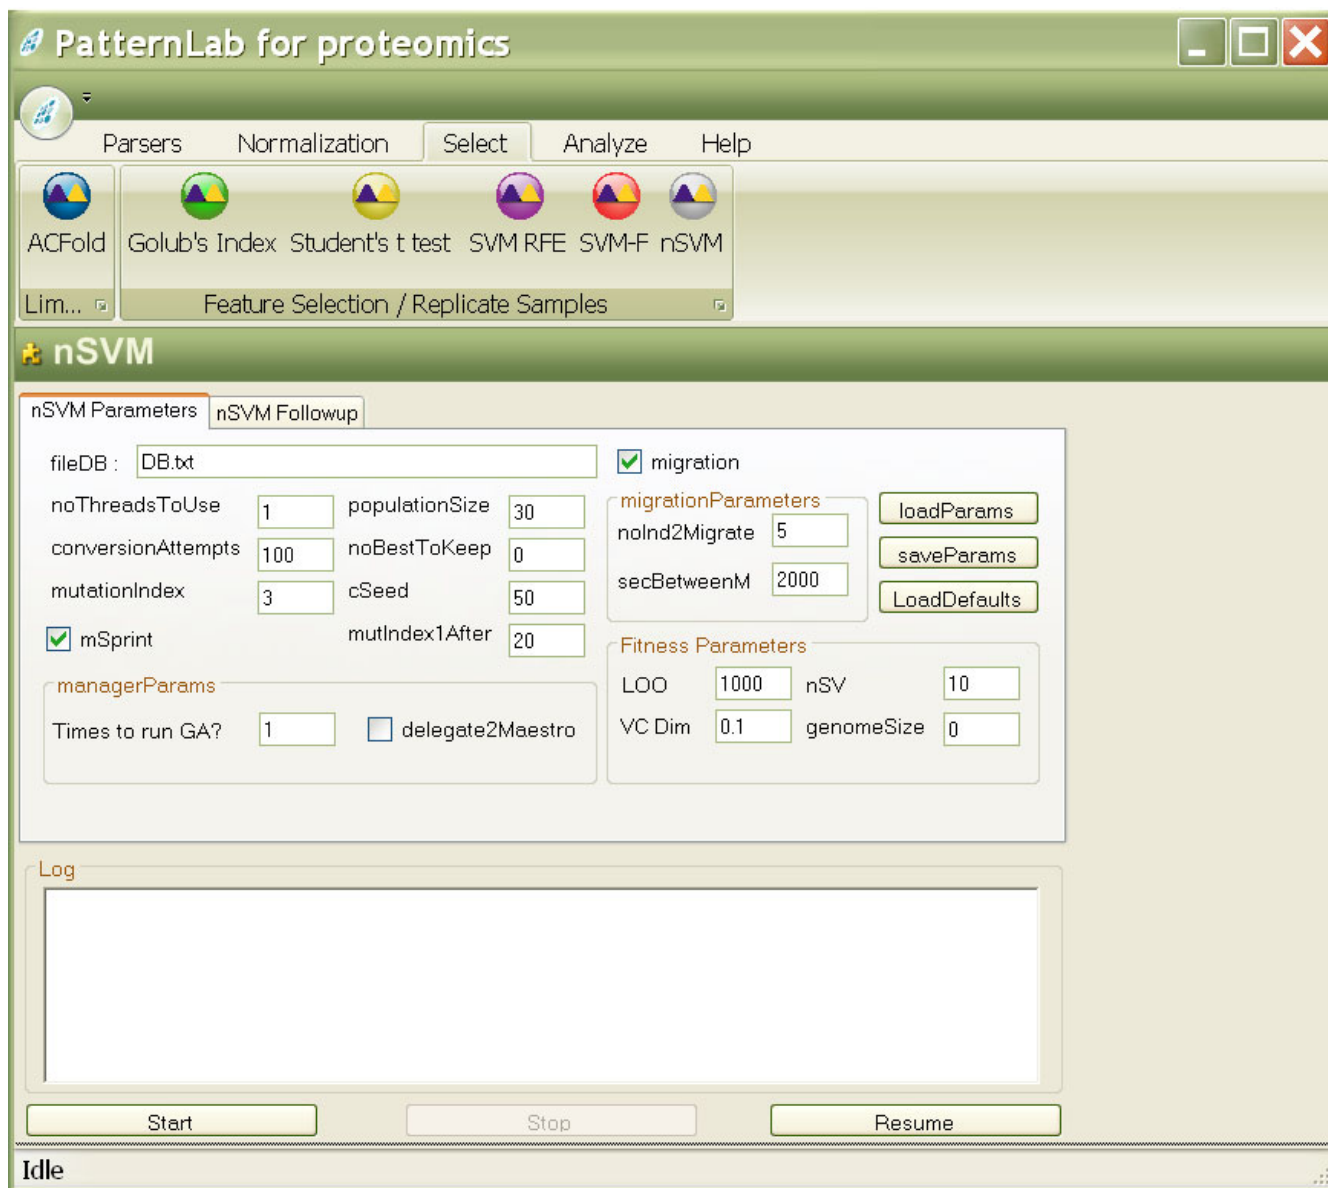 PatternLab for proteomics
Parsers Normalization Select Analyze Help
ACFold Golub's Index Student's t test SVM RFE SVM-F nSVM
Lim... Feature Selection / Replicate Samples
nSVM
nSVM Parameters nSVM Followup
fileDB : DB.txt migration
noThreadsToUse 1 populationSize 30 migrationParameters loadParams
conversionAttempts 100 noBestToKeep 0 noInd2Migrate 5 saveParams
mutationIndex 3 cSeed 50 secBetweenM 2000 LoadDefaults
mSprint mutIndex1After 20 Fitness Parameters
managerParams LOO 1000 nSV 10
Times to run GA? 1 delegate2Maestro VC Dim 0.1 genomeSize 0
Log
Start Stop Resume
Idle